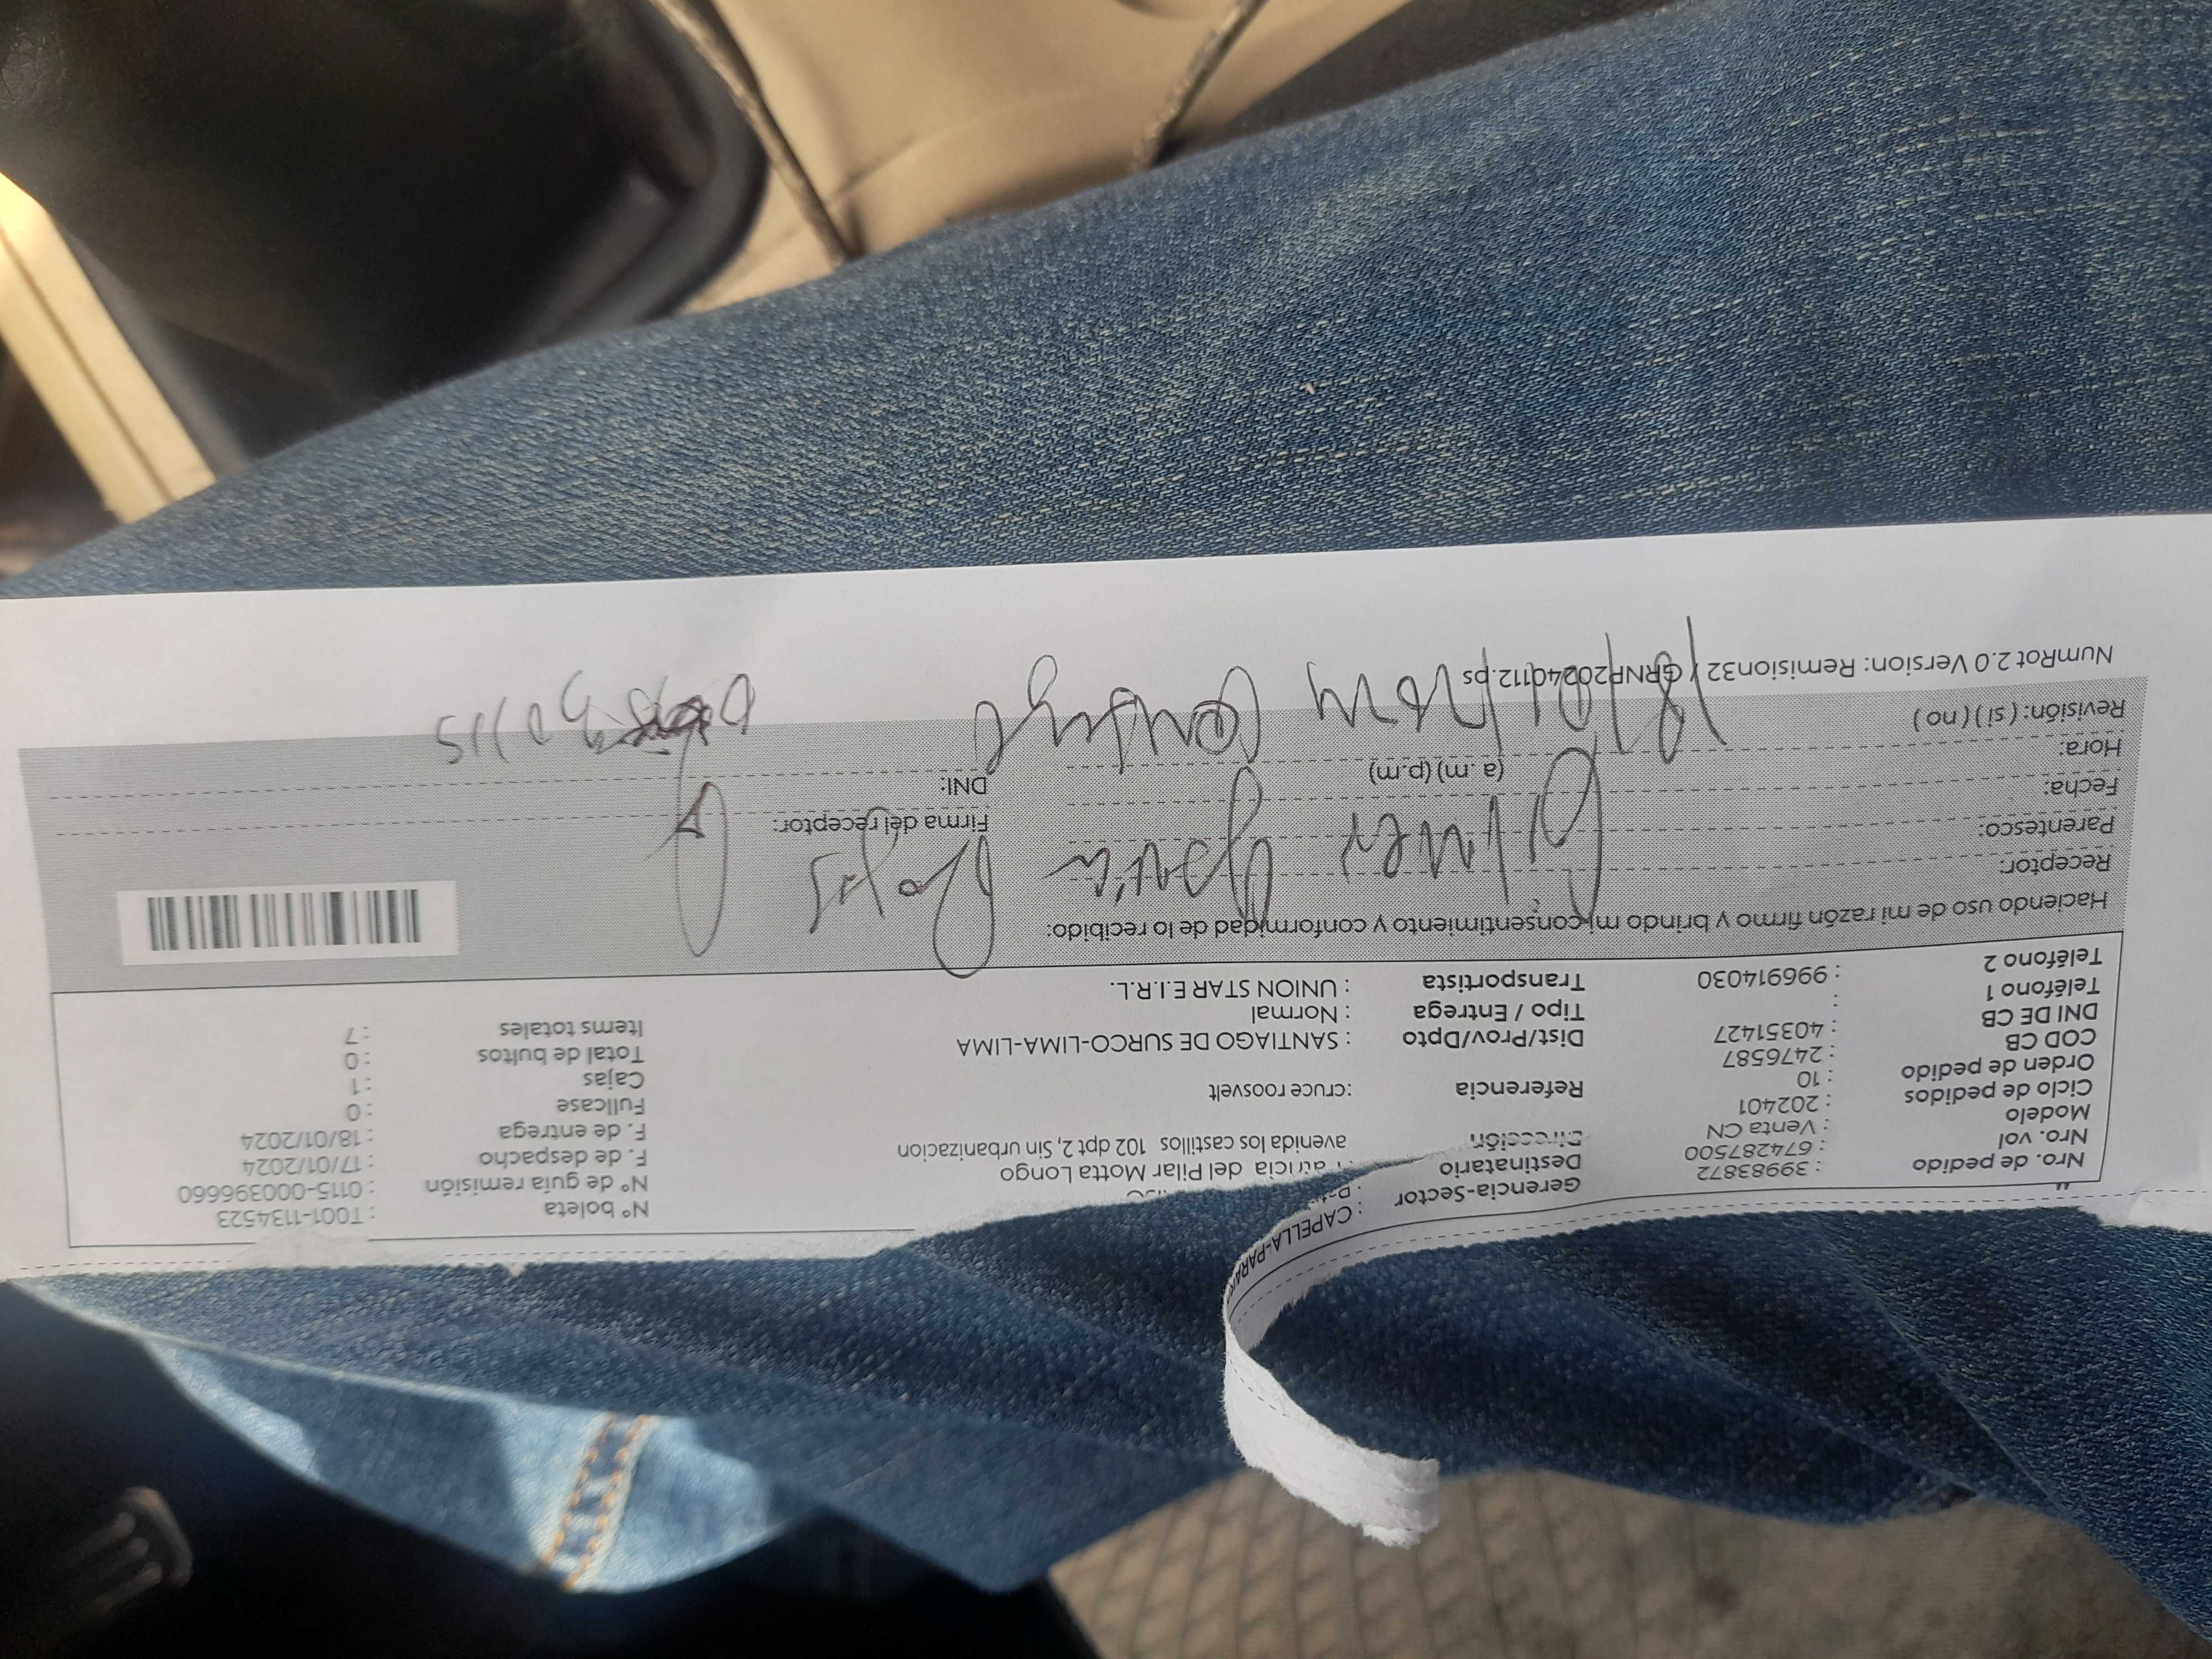 Nro. de pedido : 39983872
Nro. vol : 674287500
Modelo Venta CN
Ciclo de pedidos : 202401
Orden de pedido : 10
COD CB : 2476587
DNI DE CB : 40351427
Teléfono 1 :
Teléfono 2 : 996914030
Gerencia-Sector : CAPELLA-PARA
Destinatario del Pilar Motta Longo
Dirección avenida los castillos 102 dpt 2, Sin urbanizacion
Referencia :cruce roosvelt
Dist/Prov/Dpto : SANTIAGO DE SURCO-LIMA-LIMA
Tipo / Entrega : Normal
Transportista : UNION STAR E.I.R.L.
N° boleta : T001-1134523
N° de guía remisión : 0115-000396660
F. de despacho : 17/01/2024
F. de entrega : 18/01/2024
Fullcase : 0
Cajas : 1
Total de bultos : 0
Items totales : 7
Haciendo uso de mi razón firmo y brindo mi consentimiento y conformidad de lo recibido:
Receptor:
Parentesco:
Fecha:
Hora: (a.m) (p.m)
Revisión: (si) (no)
Firma del receptor:
DNI:
NumRot 2.0 Version: Remision32 / GRNP20240112.ps